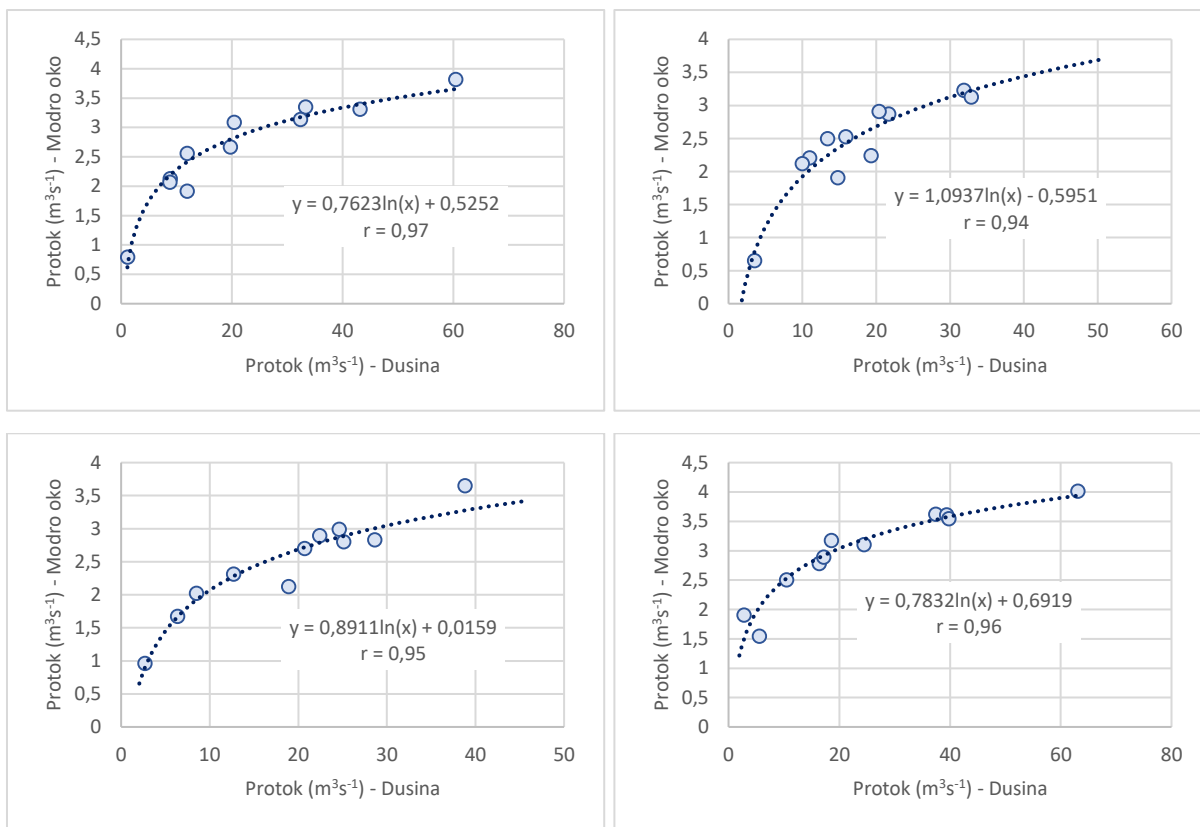 4,5
4
3,5
3
2,5
2
1,5
1
0,5
0
Protok (m³s⁻¹) - Modro oko
y = 0,7623ln(x) + 0,5252
r = 0,97
0 20 40 60 80
Protok (m³s⁻¹) - Dusina
4
3,5
3
2,5
2
1,5
1
0,5
0
Protok (m³s⁻¹) - Modro oko
y = 1,0937ln(x) - 0,5951
r = 0,94
0 10 20 30 40 50 60
Protok (m³s⁻¹) - Dusina
4
3,5
3
2,5
2
1,5
1
0,5
0
Protok (m³s⁻¹) - Modro oko
y = 0,8911ln(x) + 0,0159
r = 0,95
0 10 20 30 40 50
Protok (m³s⁻¹) - Dusina
4,5
4
3,5
3
2,5
2
1,5
1
0,5
0
Protok (m³s⁻¹) - Modro oko
y = 0,7832ln(x) + 0,6919
r = 0,96
0 20 40 60 80
Protok (m³s⁻¹) - Dusina